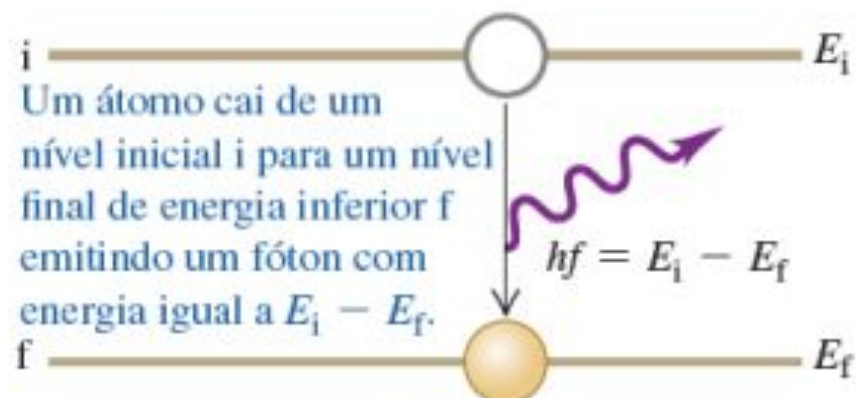 i
E_i
Um átomo cai de um
nível inicial i para um nível
final de energia inferior f
emitindo um fóton com
energia igual a E_i − E_f.
hf = E_i − E_f
f
E_f